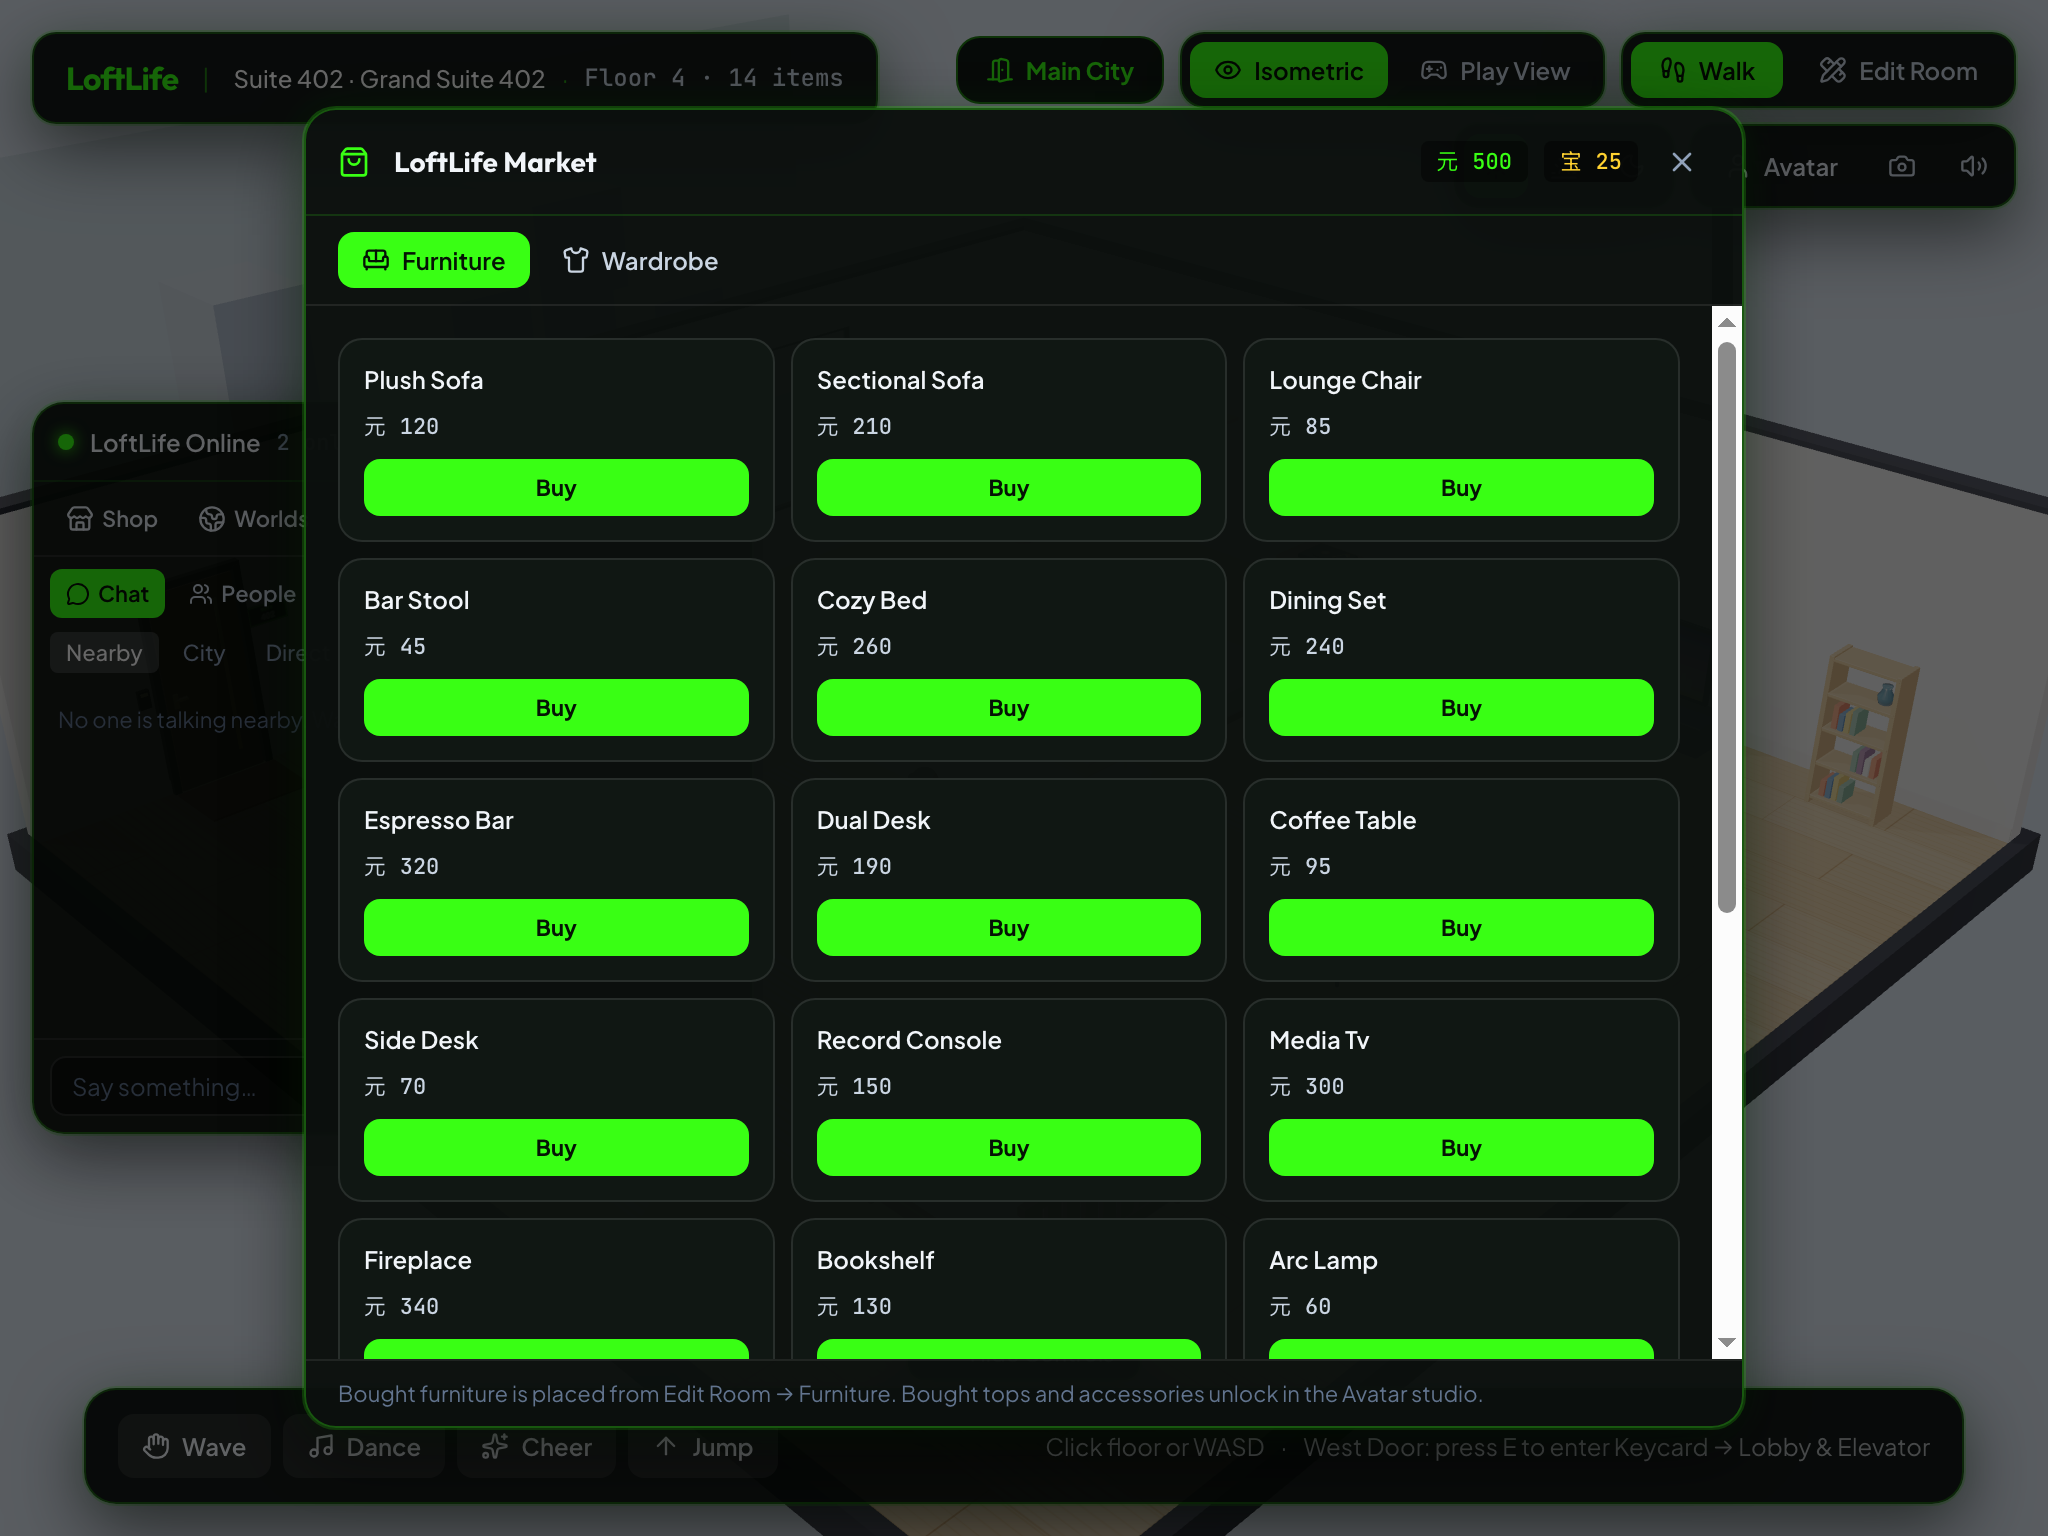 LoftLife
Suite 402 · Grand Suite 402 · Floor 4 · 14 items
Main City
Isometric
Play View
Walk
Edit Room
Avatar
LoftLife Market
元 500
宝 25
Furniture
Wardrobe
Plush Sofa
元 120
Buy
Sectional Sofa
元 210
Buy
Lounge Chair
元 85
Buy
Bar Stool
元 45
Buy
Cozy Bed
元 260
Buy
Dining Set
元 240
Buy
Espresso Bar
元 320
Buy
Dual Desk
元 190
Buy
Coffee Table
元 95
Buy
Side Desk
元 70
Buy
Record Console
元 150
Buy
Media Tv
元 300
Buy
Fireplace
元 340
Bookshelf
元 130
Arc Lamp
元 60
Bought furniture is placed from Edit Room → Furniture. Bought tops and accessories unlock in the Avatar studio.
LoftLife Online 2
Shop
Worlds
Chat
People
Nearby
City
No one is talking nearby
Say something...
Wave
Dance
Cheer
Jump
Click floor or WASD · West Door: press E to enter Keycard → Lobby & Elevator